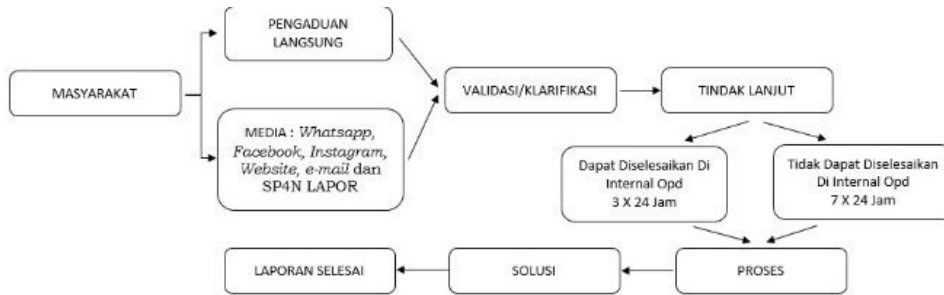 PENGADUAN
LANGSUNG
MASYARAKAT
MEDIA : Whatsapp,
Facebook, Instagram,
Website, e-mail dan
SP4N LAPOR
VALIDASI/KLARIFIKASI
TINDAK LANJUT
Dapat Diselesaikan Di
Internal Opd
3 X 24 Jam
Tidak Dapat Diselesaikan
Di Internal Opd
7 X 24 Jam
PROSES
SOLUSI
LAPORAN SELESAI